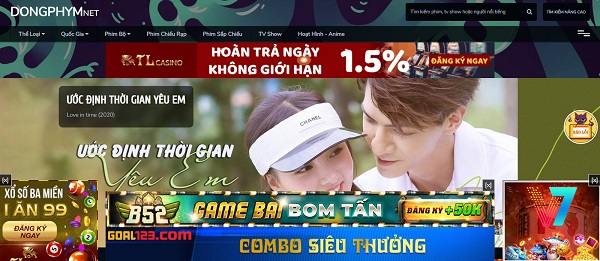 DONGPHYMNET
Tìm kiếm phim, tv show hoặc người nổi tiếng
TÌM KIẾM NÂNG CAO
Thể Loại
Quốc Gia
Phim Bộ
Phim Chiếu Rạp
Phim Sắp Chiếu
TV Show
Hoạt Hình - Anime
TL CASINO
HOÀN TRẢ NGAY
KHÔNG GIỚI HẠN
1.5%
ĐĂNG KÝ NGAY
ƯỚC ĐỊNH THỜI GIAN YÊU EM
Love in time (2020)
CHANEL
ƯỚC ĐỊNH THỜI GIAN
Yêu Em
BÁO LỖI
[X]
[X]
[X]
XỔ SỐ BA MIỀN
1 ĂN 99
ĐĂNG KÝ
NGAY
B52
GAME BÀI BOM TẤN
ĐĂNG KÝ +50K
GOAL123.COM
COMBO SIÊU THƯỞNG
V7